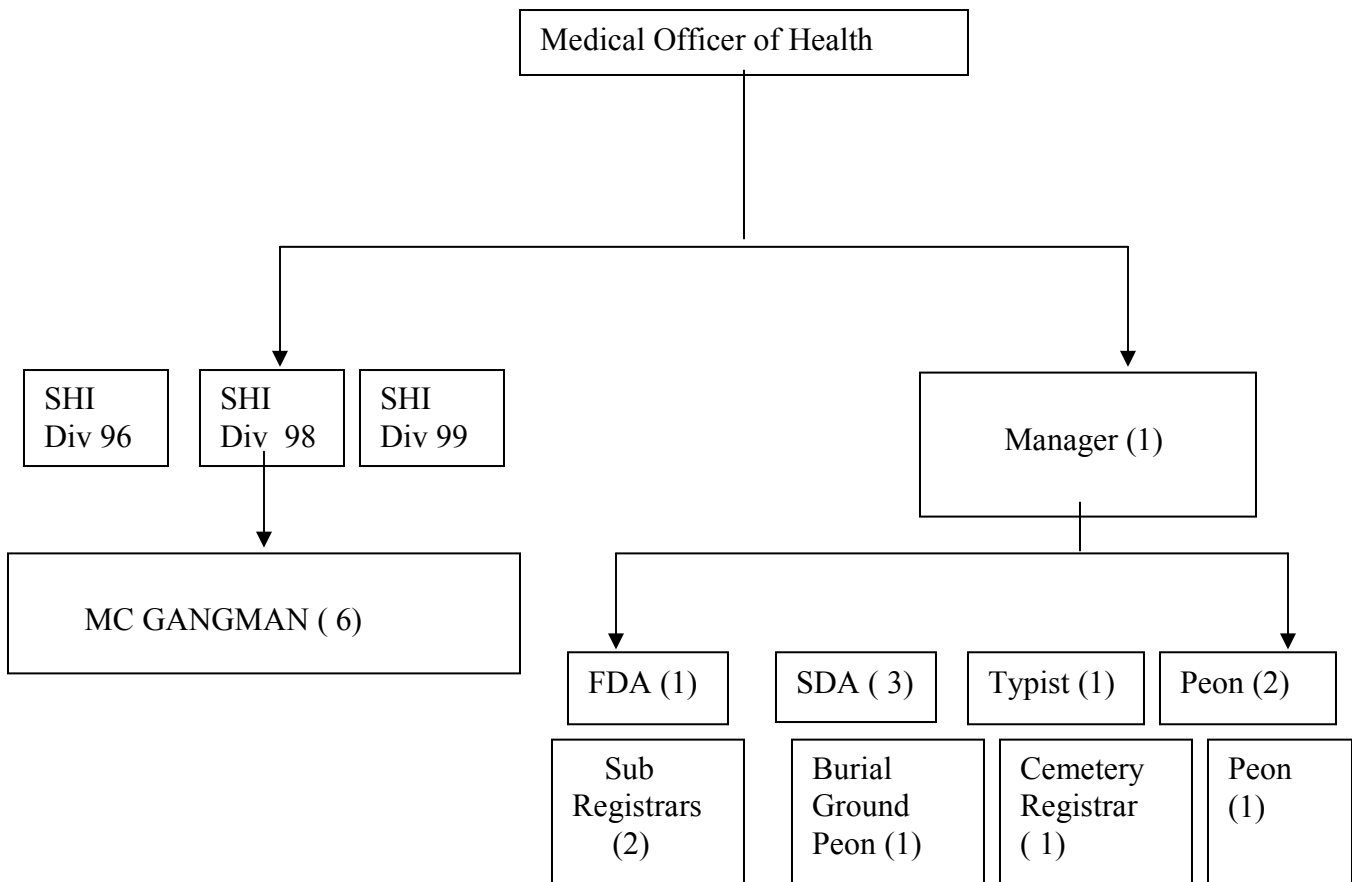 Medical Officer of Health
SHI
Div 96
SHI
Div  98
SHI
Div 99
Manager (1)
MC GANGMAN ( 6)
FDA (1)
SDA ( 3)
Typist (1)
Peon (2)
Sub
Registrars
(2)
Burial
Ground
Peon (1)
Cemetery
Registrar
( 1)
Peon
(1)